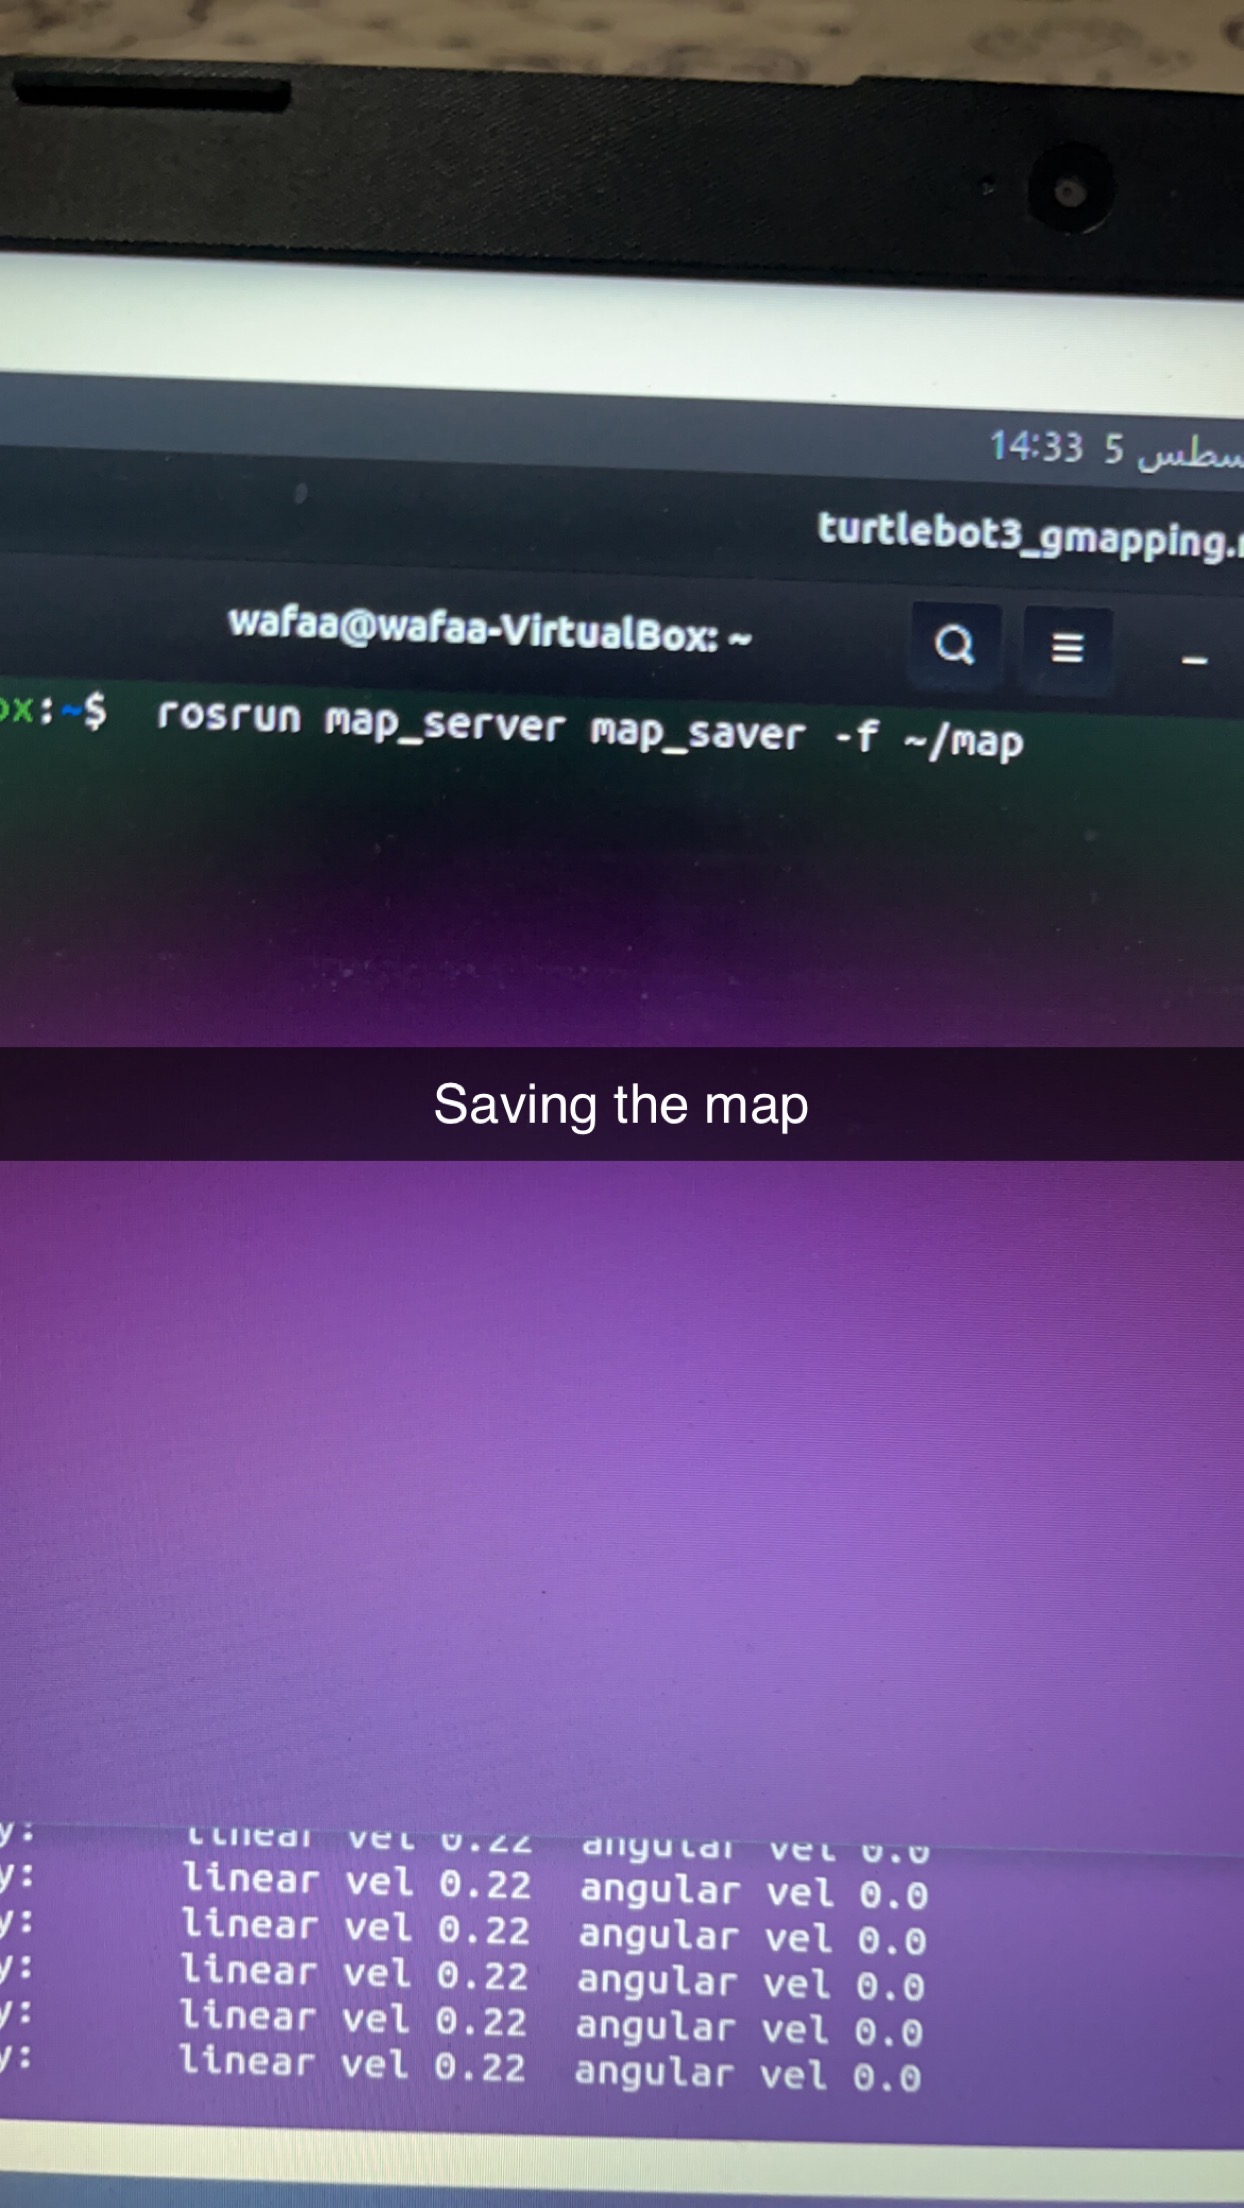 14:33 5
turtlebot3_gmapping.
wafaa@wafaa-VirtualBox: ~
x:~$ rosrun map_server map_saver -f ~/map
Saving the map
y: linear vel 0.22 angular vel 0.0
y: linear vel 0.22 angular vel 0.0
y: linear vel 0.22 angular vel 0.0
y: linear vel 0.22 angular vel 0.0
y: linear vel 0.22 angular vel 0.0
y: linear vel 0.22 angular vel 0.0